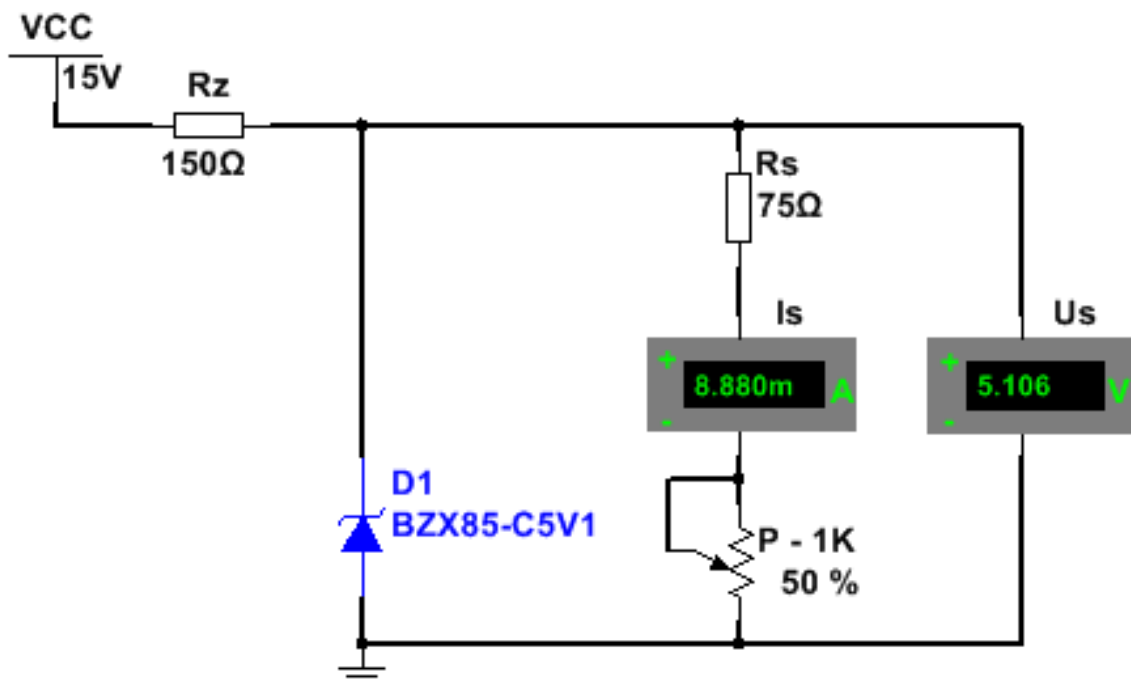 VCC
15V
Rz
150Ω
Rs
75Ω
Is
Us
+
8.880m
A
-
+
5.106
V
-
D1
BZX85-C5V1
P - 1K
50 %